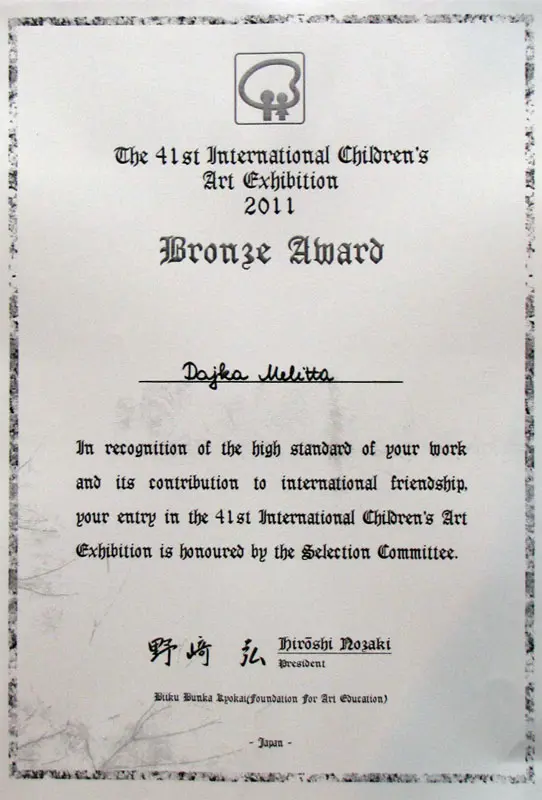 The 41st International Children's
Art Exhibition
2011
Bronze Award
Dajka Melitta
In recognition of the high standard of your work
and its contribution to international friendship,
your entry in the 41st International Children's Art
Exhibition is honoured by the Selection Committee.
野﨑 弘 Hirōshi Nozaki
President
Biiku Bunka Kyokai(Foundation For Art Education)
- Japan -